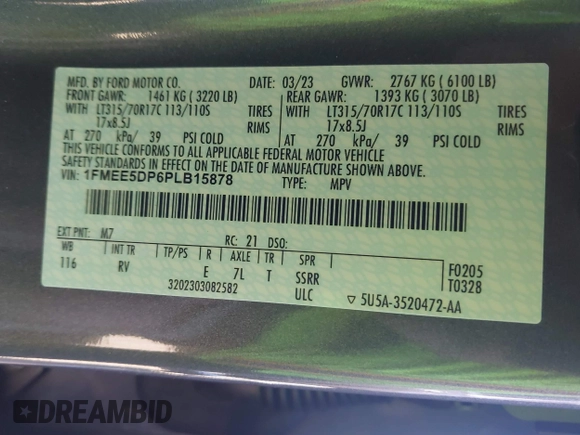 MFD. BY FORD MOTOR CO.
DATE: 03/23 GVWR: 2767 KG ( 6100 LB)
FRONT GAWR: 1461 KG ( 3220 LB) REAR GAWR: 1393 KG ( 3070 LB)
WITH LT315/70R17C 113/110S TIRES WITH LT315/70R17C 113/110S TIRES
17x8.5J RIMS 17x8.5J RIMS
AT 270 kPa/ 39 PSI COLD AT 270 kPa/ 39 PSI COLD
THIS VEHICLE CONFORMS TO ALL APPLICABLE FEDERAL MOTOR VEHICLE
SAFETY STANDARDS IN EFFECT ON THE DATE OF MANUFACTURE SHOWN ABOVE.
VIN: 1FMEE5DP6PLB15878 TYPE: MPV
EXT PNT: M7 RC: 21 DSO:
WB INT TR TP/PS R AXLE TR SPR F0205
116 RV E 7L T SSRR T0328
3202303082582 ULC ▽ 5U5A-3520472-AA
DREAMBID